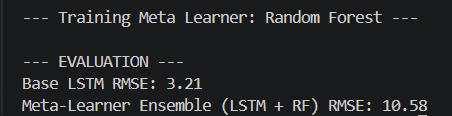 --- Training Meta Learner: Random Forest ---
--- EVALUATION ---
Base LSTM RMSE: 3.21
Meta-Learner Ensemble (LSTM + RF) RMSE: 10.58